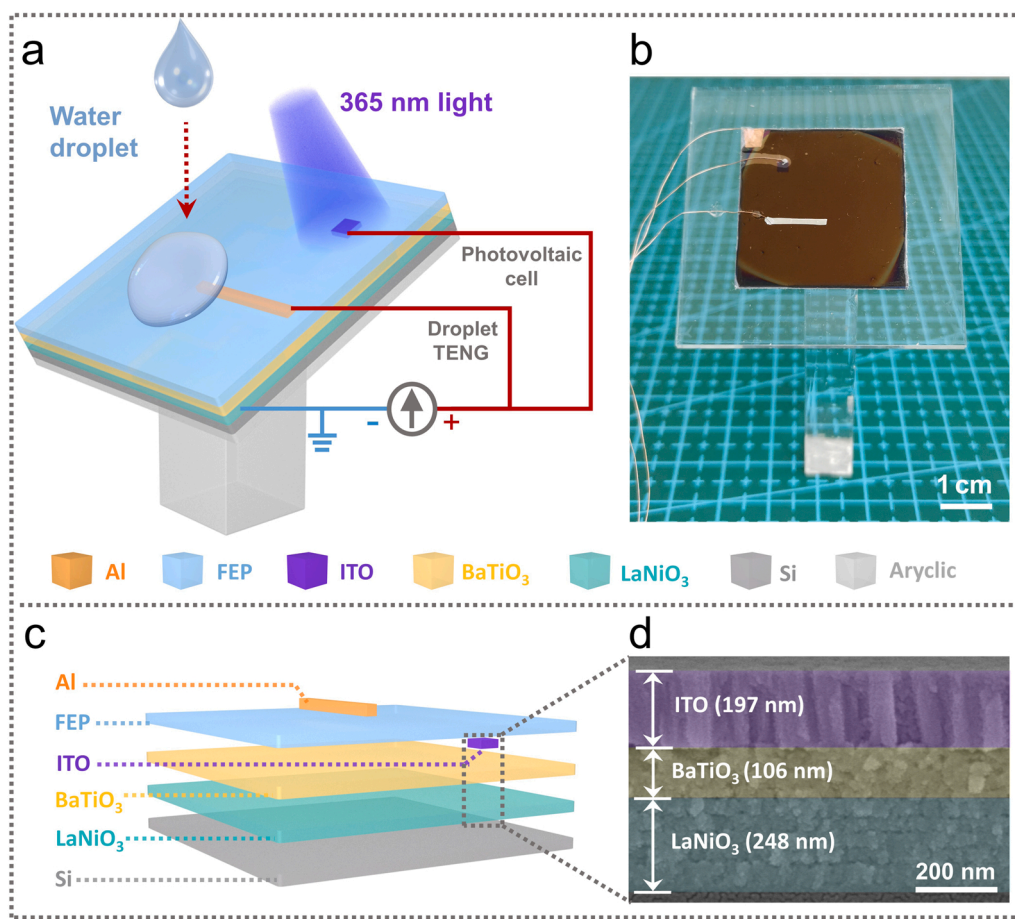 a
Water
droplet
365 nm light
Photovoltaic
cell
Droplet
TENG
-
+
b
1 cm
Al
FEP
ITO
BaTiO₃
LaNiO₃
Si
Aryclic
c
Al
FEP
ITO
BaTiO₃
LaNiO₃
Si
d
ITO (197 nm)
BaTiO₃ (106 nm)
LaNiO₃ (248 nm)
200 nm